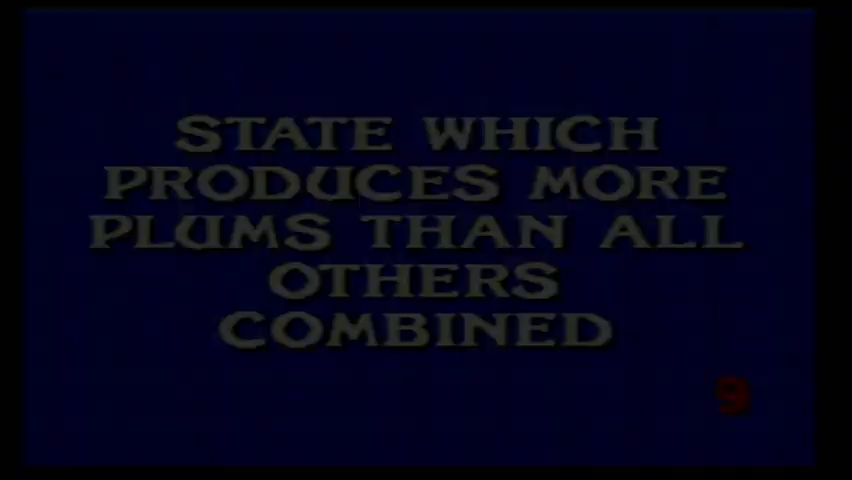 STATE WHICH
PRODUCES MORE
PLUMS THAN ALL
OTHERS
COMBINED
9